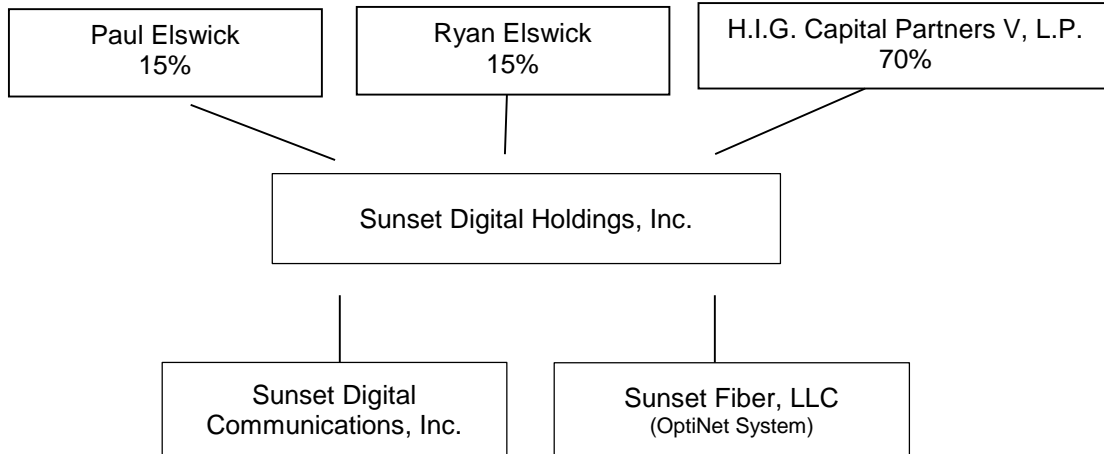 Paul Elswick
15%
Ryan Elswick
15%
H.I.G. Capital Partners V, L.P.
70%
Sunset Digital Holdings, Inc.
Sunset Digital
Communications, Inc.
Sunset Fiber, LLC
(OptiNet System)